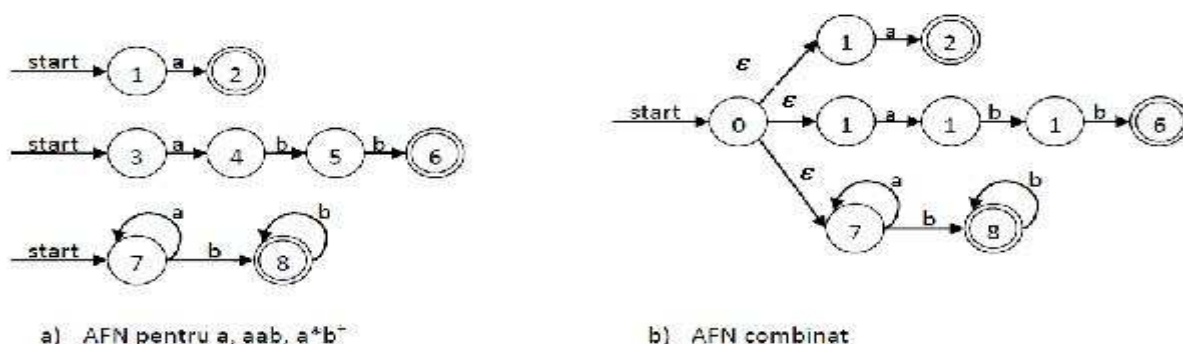 start 1 a 2
start 3 a 4 b 5 b 6
start 7 a b 8 b
a) AFN pentru a, aab, a*b+
ε 1 a 2
start 0 ε 1 a 1 b 1 b 6
ε 7 a b 8 b
b) AFN combinat